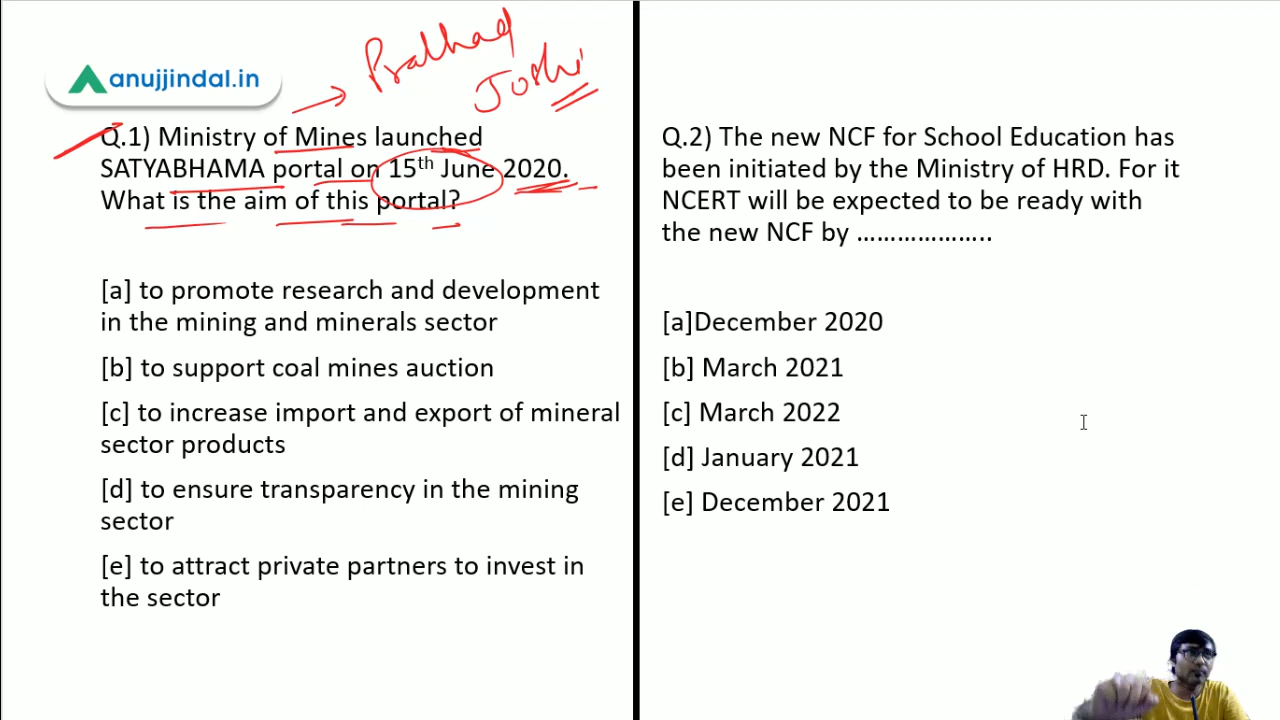 Pralhad
Joshi
anujjindal.in
Q.1) Ministry of Mines launched
SATYABHAMA portal on 15th June 2020.
What is the aim of this portal?
[a] to promote research and development
in the mining and minerals sector
[b] to support coal mines auction
[c] to increase import and export of mineral
sector products
[d] to ensure transparency in the mining
sector
[e] to attract private partners to invest in
the sector
Q.2) The new NCF for School Education has
been initiated by the Ministry of HRD. For it
NCERT will be expected to be ready with
the new NCF by ………………..
[a]December 2020
[b] March 2021
[c] March 2022
[d] January 2021
[e] December 2021